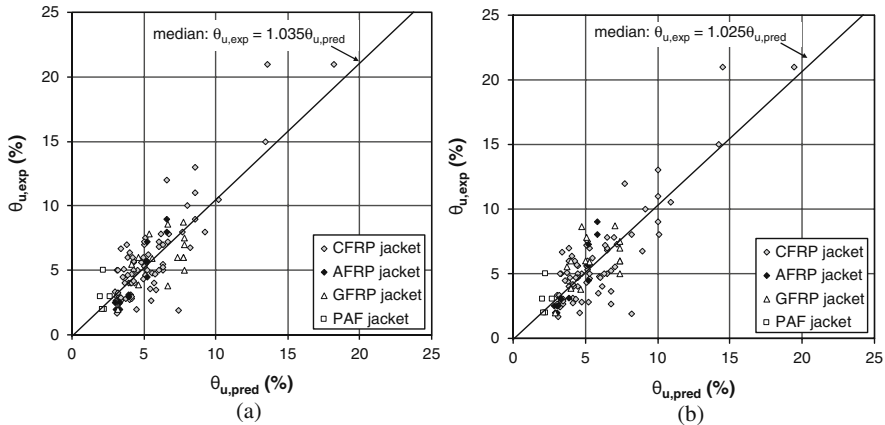 25
20
15
10
5
0
θu,exp (%)
median: θu,exp = 1.035θu,pred
CFRP jacket
AFRP jacket
GFRP jacket
PAF jacket
0 5 10 15 20 25
θu,pred (%)
(a)
25
20
15
10
5
0
θu,exp (%)
median: θu,exp = 1.025θu,pred
CFRP jacket
AFRP jacket
GFRP jacket
PAF jacket
0 5 10 15 20 25
θu,pred (%)
(b)